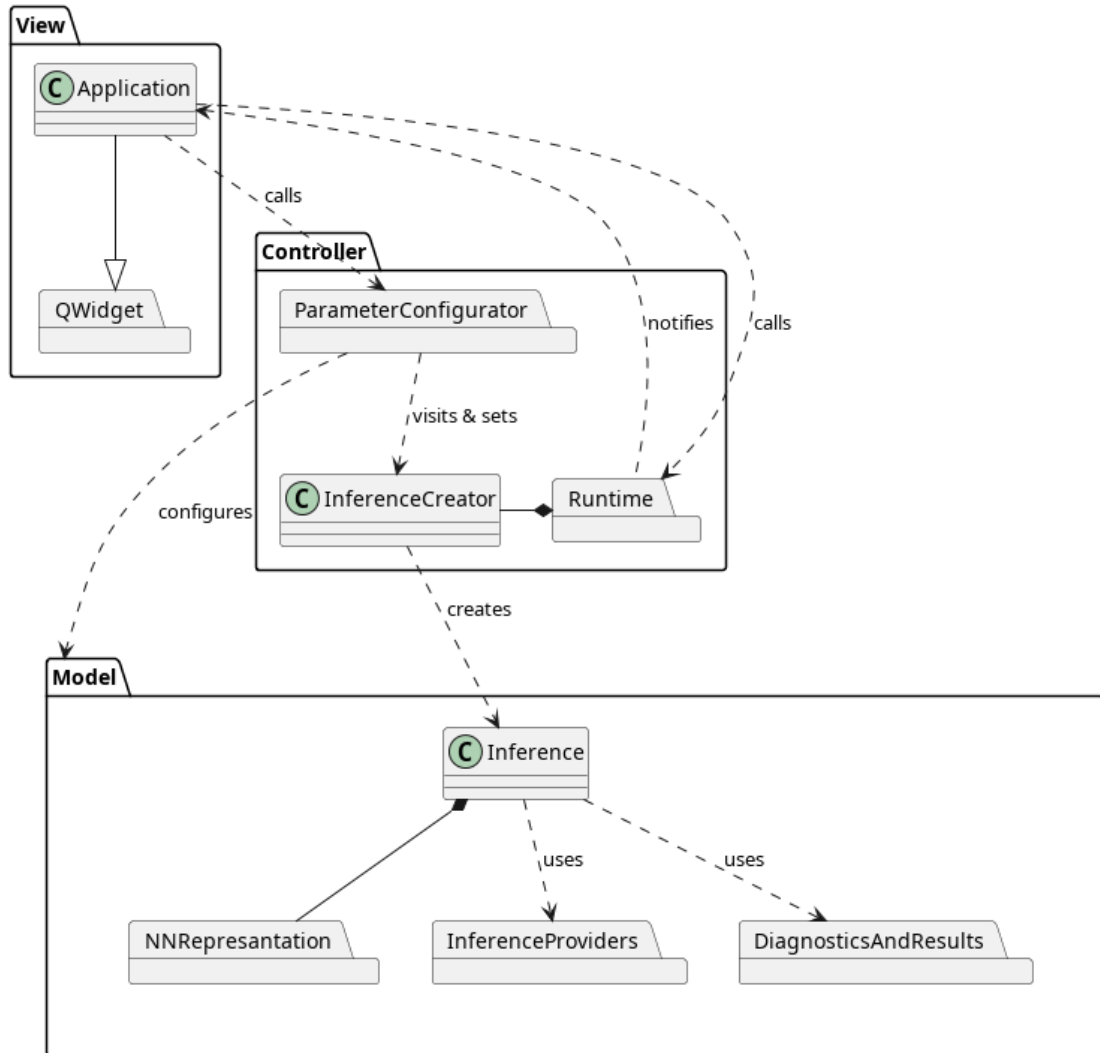 View
C Application
calls
Controller
QWidget
ParameterConfigurator
notifies
calls
visits & sets
C InferenceCreator
Runtime
configures
creates
Model
C Inference
uses
uses
NNRepresantation
InferenceProviders
DiagnosticsAndResults